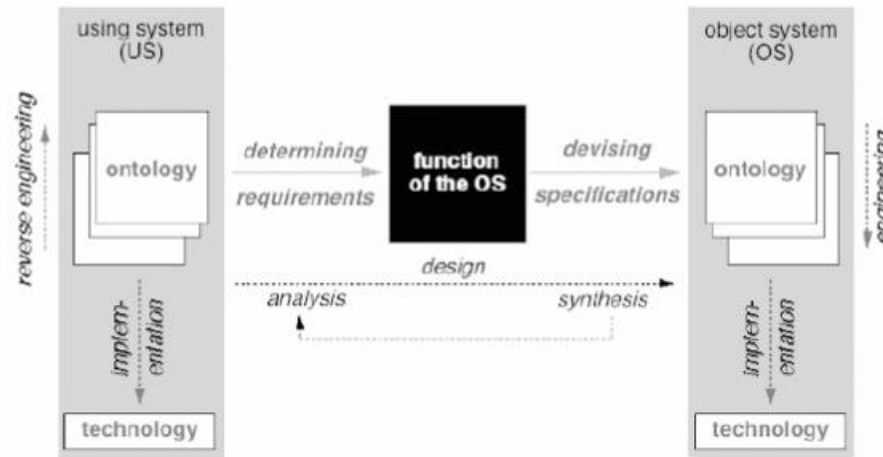 using system
(US)
object system
(OS)
reverse engineering
ontology
determining
requirements
function
of the OS
devising
specifications
ontology
engineering
design
analysis
synthesis
implem-
entation
implem-
entation
technology
technology